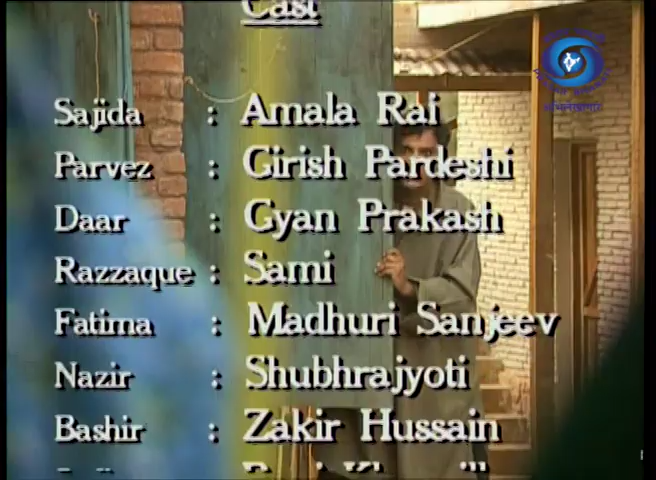 Cast
Sajida : Amala Rai
Parvez : Girish Pardeshi
Daar : Gyan Prakash
Razzaque : Sami
Fatima : Madhuri Sanjeev
Nazir : Shubhrajyoti
Bashir : Zakir Hussain